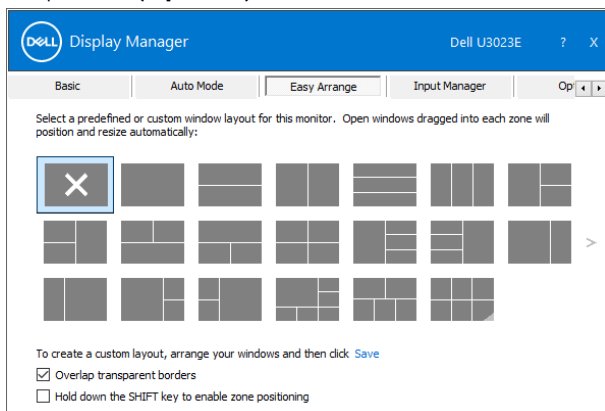 DELL Display Manager Dell U3023E ? X
Basic Auto Mode Easy Arrange Input Manager
Select a predefined or custom window layout for this monitor. Open windows dragged into each zone will
position and resize automatically:
To create a custom layout, arrange your windows and then click Save
Overlap transparent borders
Hold down the SHIFT key to enable zone positioning